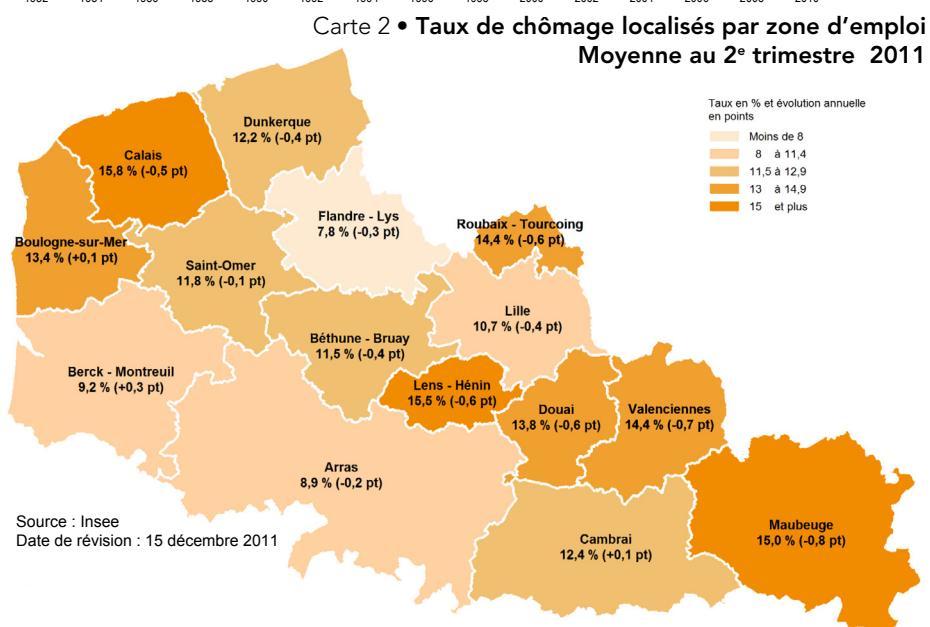 Carte 2 • Taux de chômage localisés par zone d'emploi
Moyenne au 2e trimestre 2011
Taux en % et évolution annuelle
en points
Moins de 8
8 à 11,4
11,5 à 12,9
13 à 14,9
15 et plus
Dunkerque
12,2 % (-0,4 pt)
Calais
15,8 % (-0,5 pt)
Flandre - Lys
7,8 % (-0,3 pt)
Roubaix - Tourcoing
14,4 % (-0,6 pt)
Boulogne-sur-Mer
13,4 % (+0,1 pt)
Saint-Omer
11,8 % (-0,1 pt)
Lille
10,7 % (-0,4 pt)
Béthune - Bruay
11,5 % (-0,4 pt)
Berck - Montreuil
9,2 % (+0,3 pt)
Lens - Hénin
15,5 % (-0,6 pt)
Douai
13,8 % (-0,6 pt)
Valenciennes
14,4 % (-0,7 pt)
Arras
8,9 % (-0,2 pt)
Maubeuge
15,0 % (-0,8 pt)
Cambrai
12,4 % (+0,1 pt)
Source : Insee
Date de révision : 15 décembre 2011